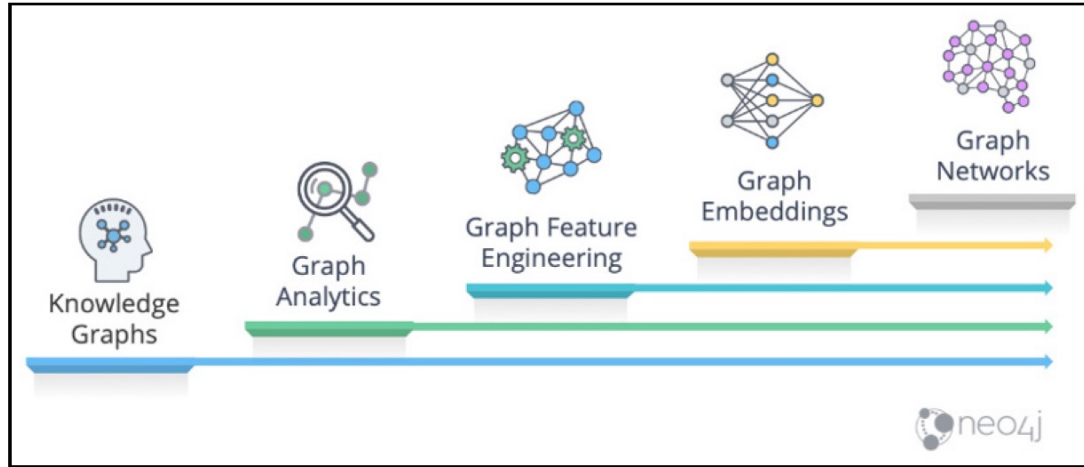 Knowledge
Graphs
Graph
Analytics
Graph Feature
Engineering
Graph
Embeddings
Graph
Networks
neo4j